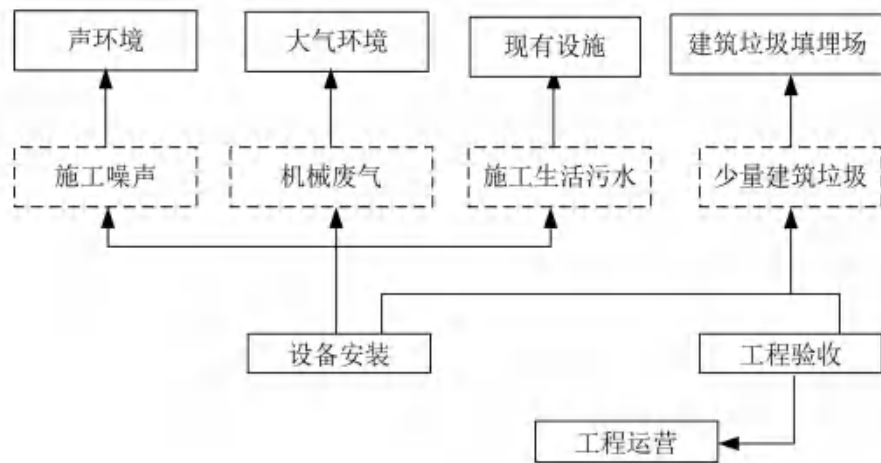 声环境
大气环境
现有设施
建筑垃圾填埋场
施工噪声
机械废气
施工生活污水
少量建筑垃圾
设备安装
工程验收
工程运营